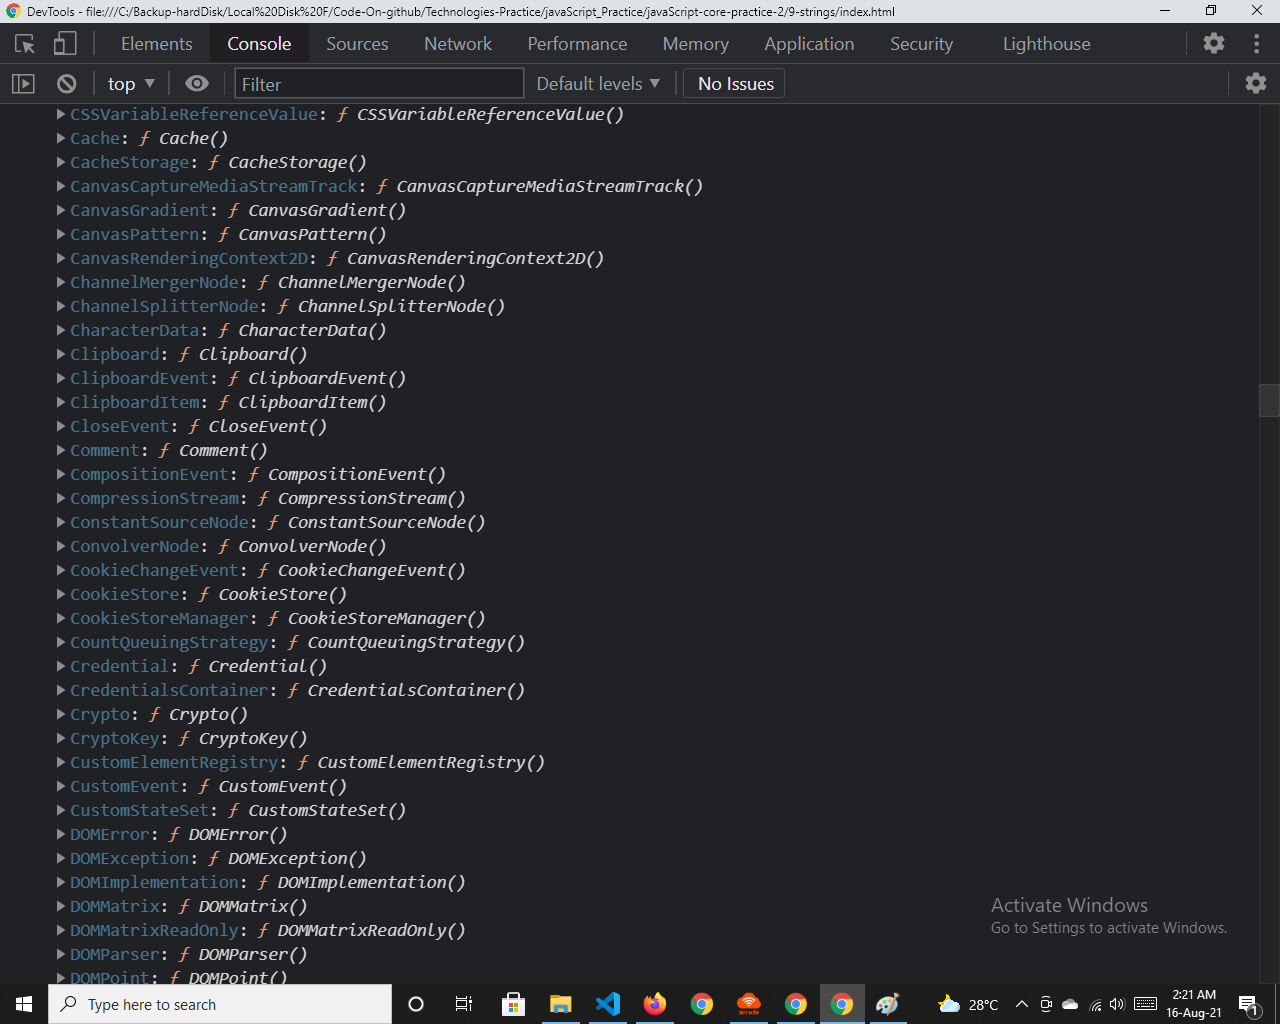 DevTools - file:///C:/Backup-hardDisk/Local%20Disk%20F/Code-On-github/Technologies-Practice/javaScript_Practice/javaScript-core-practice-2/9-strings/index.html
Elements Console Sources Network Performance Memory Application Security Lighthouse
top Filter Default levels No Issues
CSSVariableReferenceValue: ƒ CSSVariableReferenceValue()
Cache: ƒ Cache()
CacheStorage: ƒ CacheStorage()
CanvasCaptureMediaStreamTrack: ƒ CanvasCaptureMediaStreamTrack()
CanvasGradient: ƒ CanvasGradient()
CanvasPattern: ƒ CanvasPattern()
CanvasRenderingContext2D: ƒ CanvasRenderingContext2D()
ChannelMergerNode: ƒ ChannelMergerNode()
ChannelSplitterNode: ƒ ChannelSplitterNode()
CharacterData: ƒ CharacterData()
Clipboard: ƒ Clipboard()
ClipboardEvent: ƒ ClipboardEvent()
ClipboardItem: ƒ ClipboardItem()
CloseEvent: ƒ CloseEvent()
Comment: ƒ Comment()
CompositionEvent: ƒ CompositionEvent()
CompressionStream: ƒ CompressionStream()
ConstantSourceNode: ƒ ConstantSourceNode()
ConvolverNode: ƒ ConvolverNode()
CookieChangeEvent: ƒ CookieChangeEvent()
CookieStore: ƒ CookieStore()
CookieStoreManager: ƒ CookieStoreManager()
CountQueuingStrategy: ƒ CountQueuingStrategy()
Credential: ƒ Credential()
CredentialsContainer: ƒ CredentialsContainer()
Crypto: ƒ Crypto()
CryptoKey: ƒ CryptoKey()
CustomElementRegistry: ƒ CustomElementRegistry()
CustomEvent: ƒ CustomEvent()
CustomStateSet: ƒ CustomStateSet()
DOMError: ƒ DOMError()
DOMException: ƒ DOMException()
DOMImplementation: ƒ DOMImplementation()
DOMMatrix: ƒ DOMMatrix()
DOMMatrixReadOnly: ƒ DOMMatrixReadOnly()
DOMParser: ƒ DOMParser()
DOMPoint: ƒ DOMPoint()
Activate Windows
Go to Settings to activate Windows.
Type here to search
28°C
2:21 AM
16-Aug-21
1